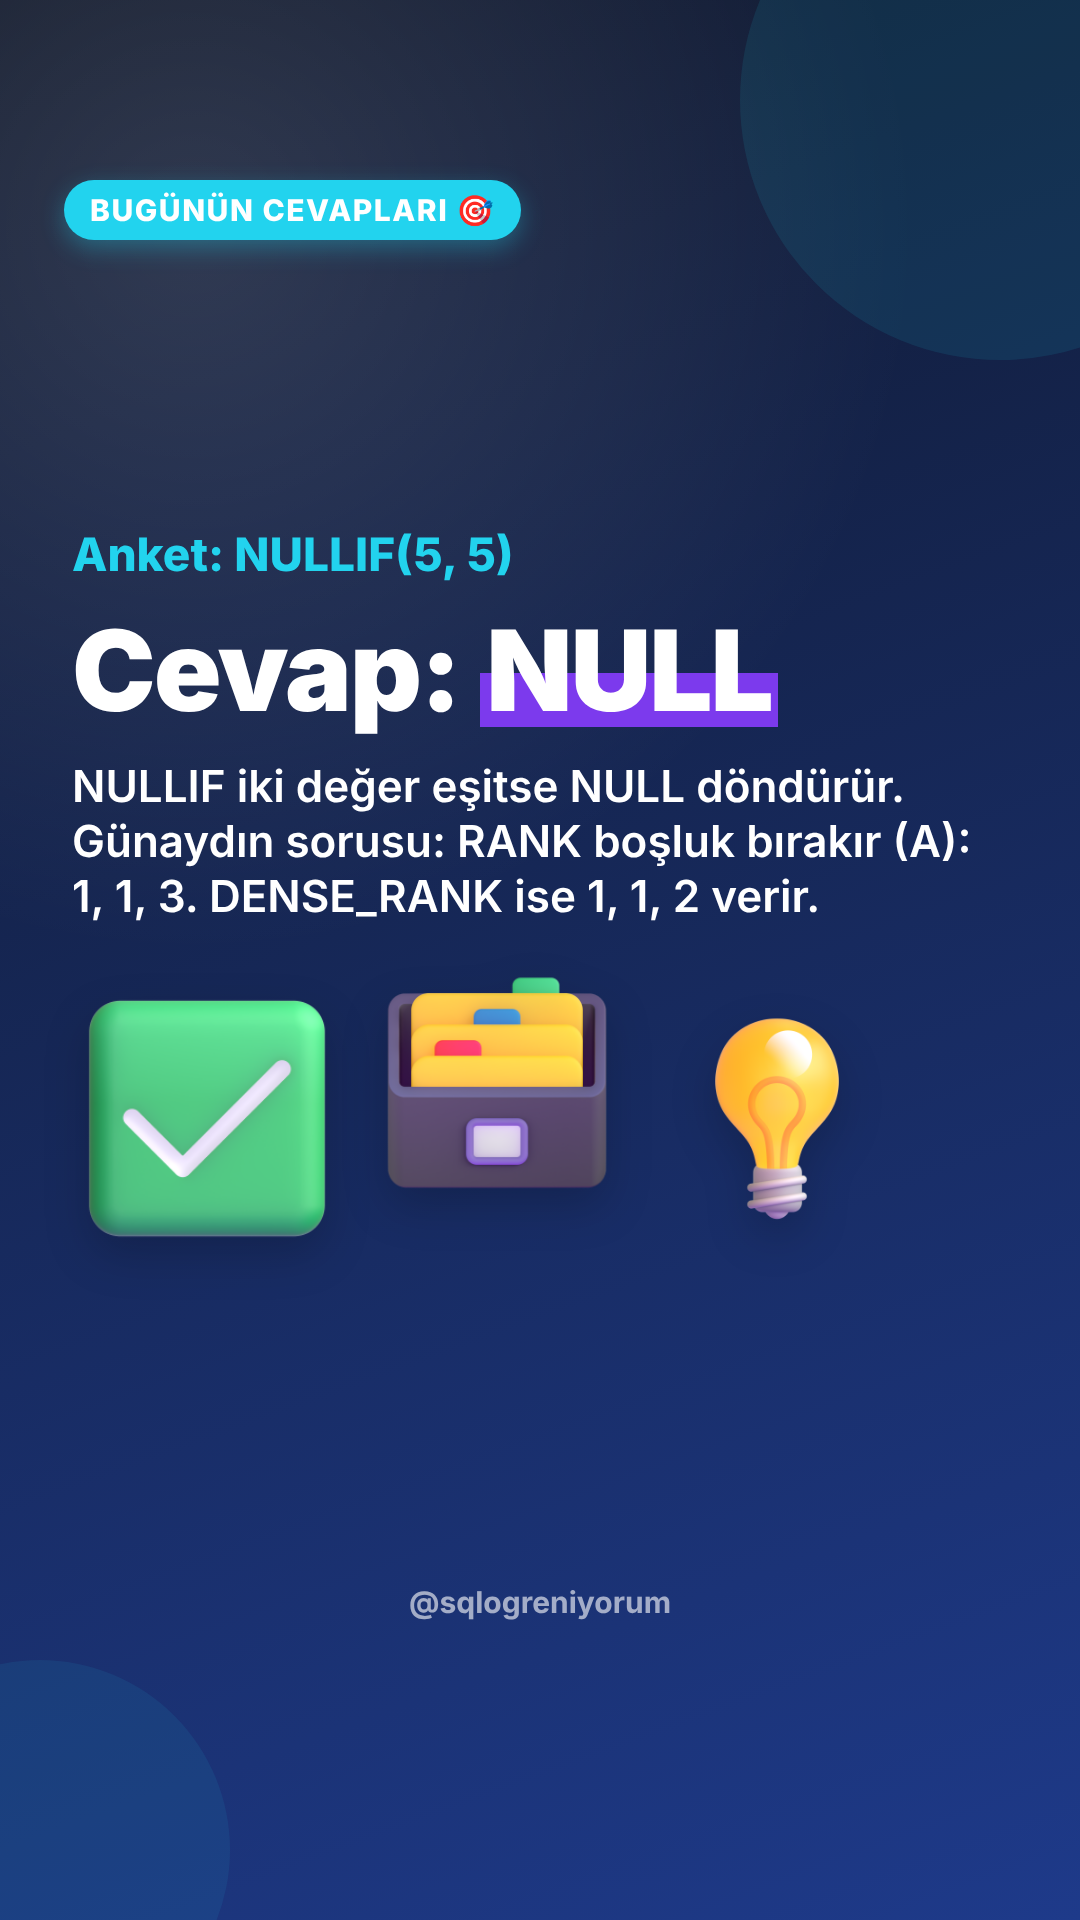 BUGÜNÜN CEVAPLARI 🎯
Anket: NULLIF(5, 5)
Cevap: NULL
NULLIF iki değer eşitse NULL döndürür.
Günaydın sorusu: RANK boşluk bırakır (A):
1, 1, 3. DENSE_RANK ise 1, 1, 2 verir.
@sqlogreniyorum